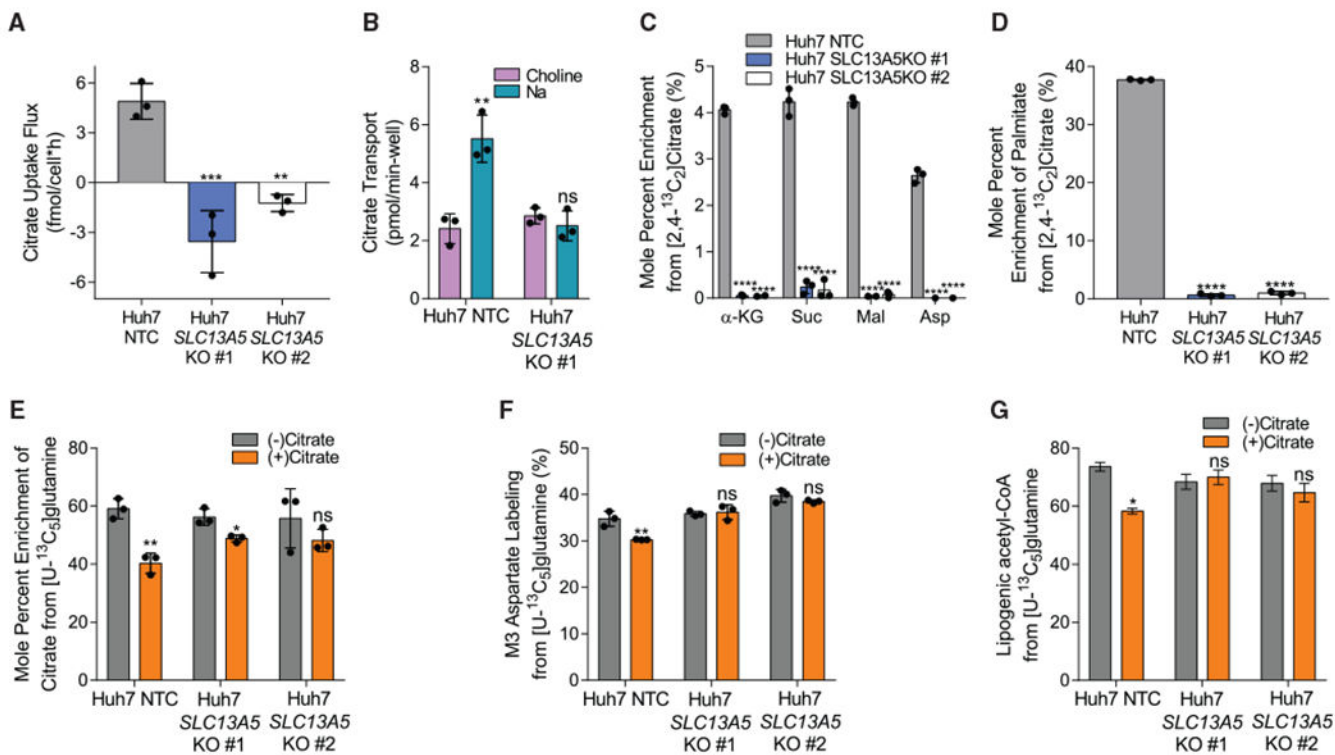 A
Citrate Uptake Flux
(fmol/cell*h)
6
3
0
-3
-6
***
**
Huh7
NTC
Huh7
SLC13A5
KO #1
Huh7
SLC13A5
KO #2
B
Citrate Transport
(pmol/min-well)
8
6
4
2
0
Choline
Na
**
ns
Huh7 NTC
Huh7
SLC13A5
KO #1
C
Mole Percent Enrichment
from [2,4-¹³C₂]Citrate (%)
5
4
3
2
1
0
Huh7 NTC
Huh7 SLC13A5KO #1
Huh7 SLC13A5KO #2
**** ****
**** ****
**** ****
**** ****
α-KG
Suc
Mal
Asp
D
Mole Percent
Enrichment of Palmitate
from [2,4-¹³C₂]Citrate (%)
40
30
20
10
0
****
****
Huh7
NTC
Huh7
SLC13A5
KO #1
Huh7
SLC13A5
KO #2
E
Mole Percent Enrichment of
Citrate from [U-¹³C₅]glutamine
80
60
40
20
0
(-)Citrate
(+)Citrate
**
*
ns
Huh7 NTC
Huh7
SLC13A5
KO #1
Huh7
SLC13A5
KO #2
F
M3 Aspartate Labeling
from [U-¹³C₅]glutamine (%)
50
40
30
20
10
0
(-)Citrate
(+)Citrate
**
ns
ns
Huh7 NTC
Huh7
SLC13A5
KO #1
Huh7
SLC13A5
KO #2
G
Lipogenic acetyl-CoA
from [U-¹³C₅]glutamine
80
60
40
20
0
(-)Citrate
(+)Citrate
*
ns
ns
Huh7 NTC
Huh7
SLC13A5
KO #1
Huh7
SLC13A5
KO #2